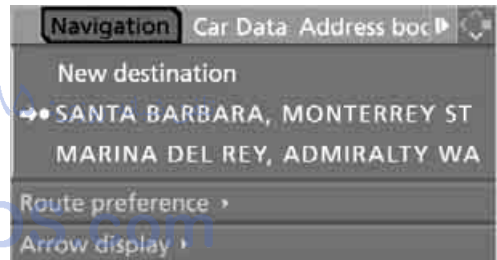 Navigation Car Data Address boc
New destination
SANTA BARBARA, MONTERREY ST
MARINA DEL REY, ADMIRALTY WA
Route preference
Arrow display